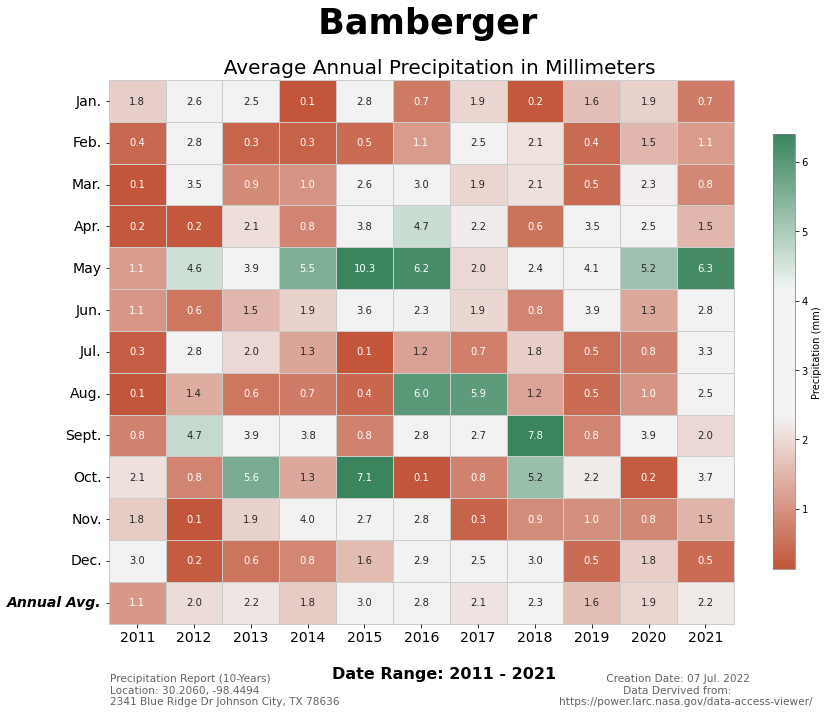 Bamberger
Average Annual Precipitation in Millimeters
Jan. 1.8 2.6 2.5 0.1 2.8 0.7 1.9 0.2 1.6 1.9 0.7
Feb. 0.4 2.8 0.3 0.3 0.5 1.1 2.5 2.1 0.4 1.5 1.1
Mar. 0.1 3.5 0.9 1.0 2.6 3.0 1.9 2.1 0.5 2.3 0.8
Apr. 0.2 0.2 2.1 0.8 3.8 4.7 2.2 0.6 3.5 2.5 1.5
May 1.1 4.6 3.9 5.5 10.3 6.2 2.0 2.4 4.1 5.2 6.3
Jun. 1.1 0.6 1.5 1.9 3.6 2.3 1.9 0.8 3.9 1.3 2.8
Jul. 0.3 2.8 2.0 1.3 0.1 1.2 0.7 1.8 0.5 0.8 3.3
Aug. 0.1 1.4 0.6 0.7 0.4 6.0 5.9 1.2 0.5 1.0 2.5
Sept. 0.8 4.7 3.9 3.8 0.8 2.8 2.7 7.8 0.8 3.9 2.0
Oct. 2.1 0.8 5.6 1.3 7.1 0.1 0.8 5.2 2.2 0.2 3.7
Nov. 1.8 0.1 1.9 4.0 2.7 2.8 0.3 0.9 1.0 0.8 1.5
Dec. 3.0 0.2 0.6 0.8 1.6 2.9 2.5 3.0 0.5 1.8 0.5
Annual Avg. 1.1 2.0 2.2 1.8 3.0 2.8 2.1 2.3 1.6 1.9 2.2
2011 2012 2013 2014 2015 2016 2017 2018 2019 2020 2021
6
5
4
3
2
1
Precipitation (mm)
Date Range: 2011 - 2021
Precipitation Report (10-Years)
Location: 30.2060, -98.4494
2341 Blue Ridge Dr Johnson City, TX 78636
Creation Date: 07 Jul. 2022
Data Dervived from:
https://power.larc.nasa.gov/data-access-viewer/